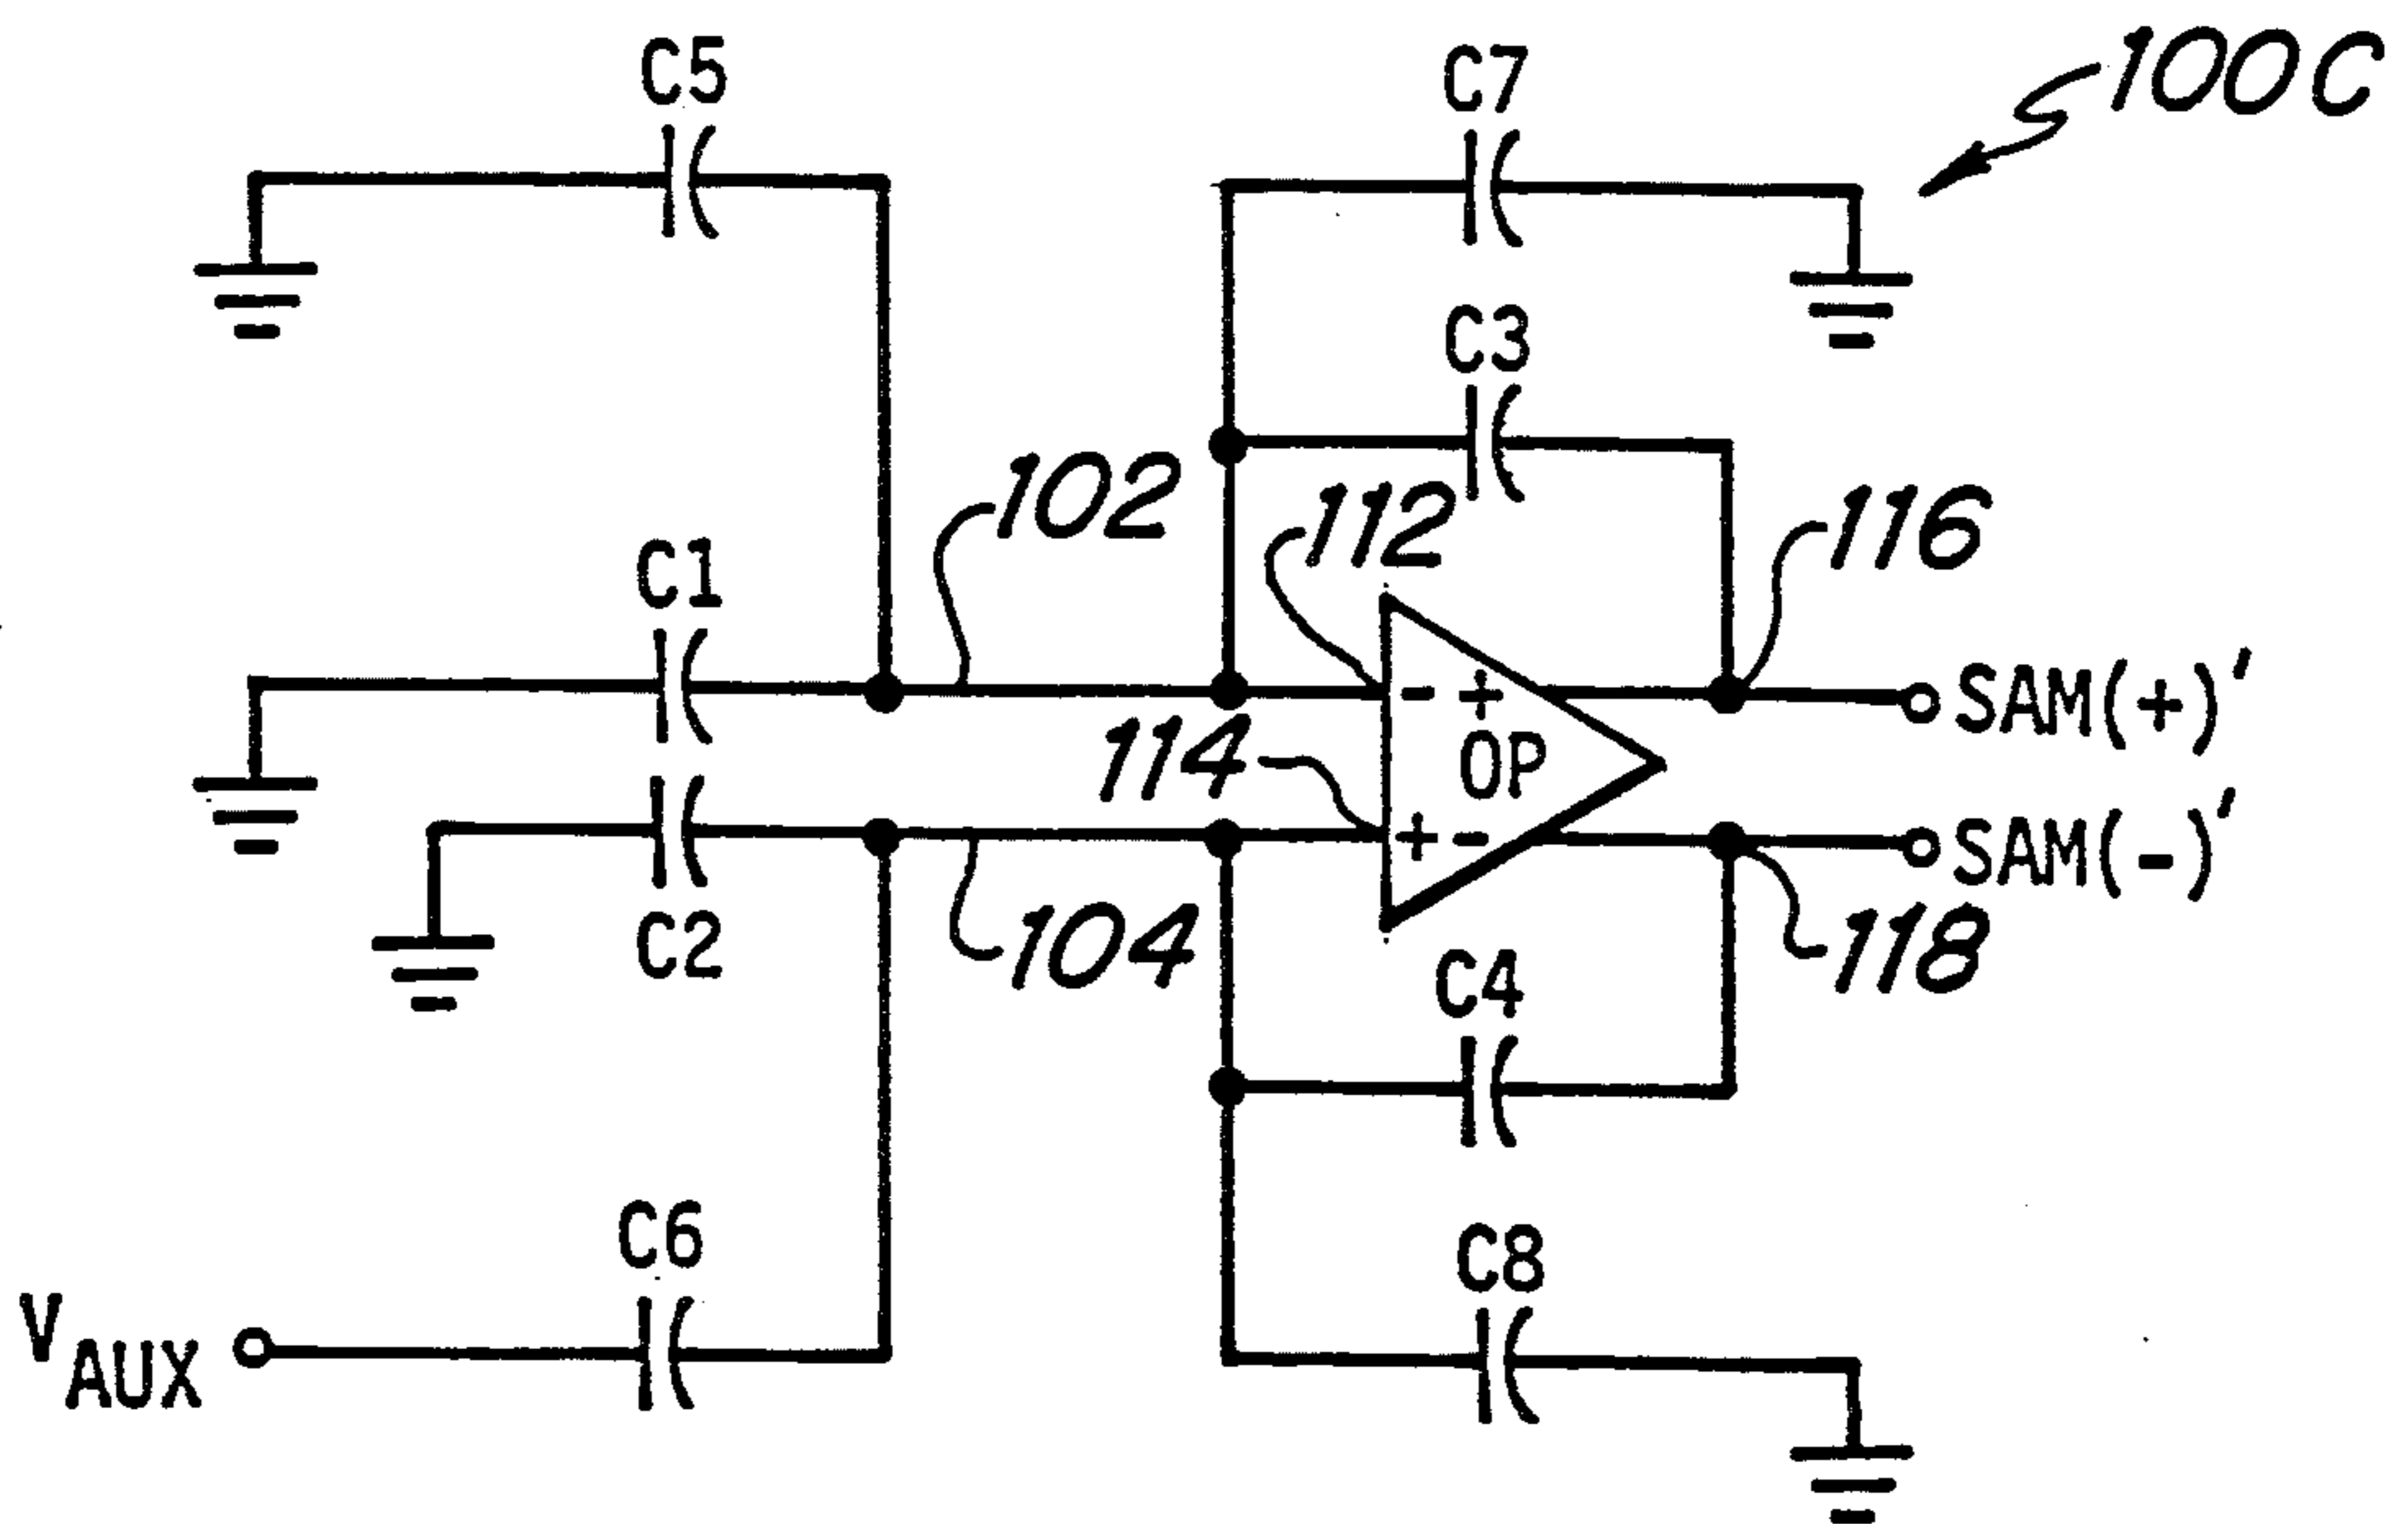 C5
C7
100C
C3
102
112
116
C1
- +
SAM(+)'
114
OP
+ -
SAM(-)'
C2
104
118
C4
C6
C8
VAUX